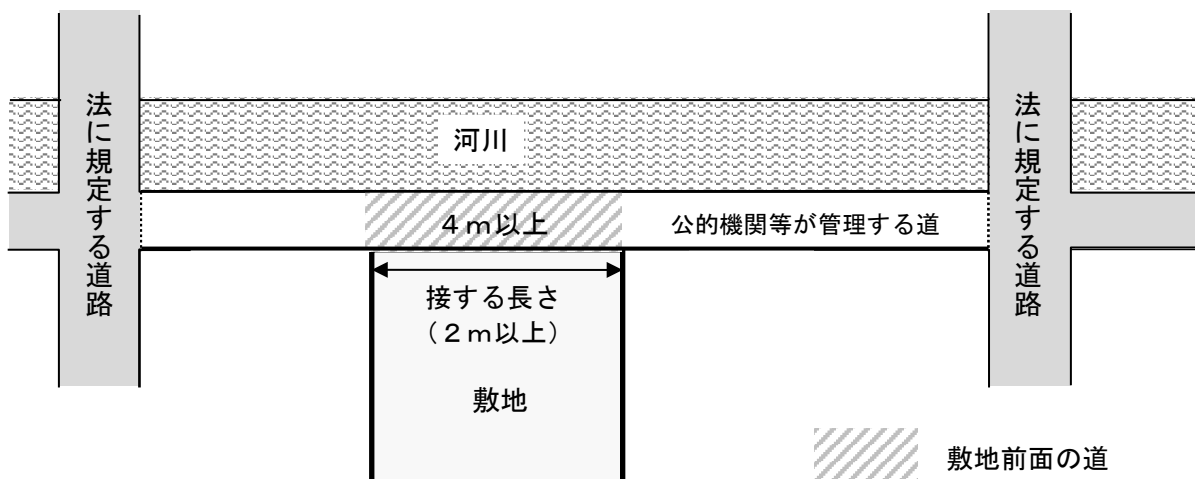 法に規定する道路
河川
法に規定する道路
４ｍ以上
公的機関等が管理する道
接する長さ
（２ｍ以上）
敷地
敷地前面の道